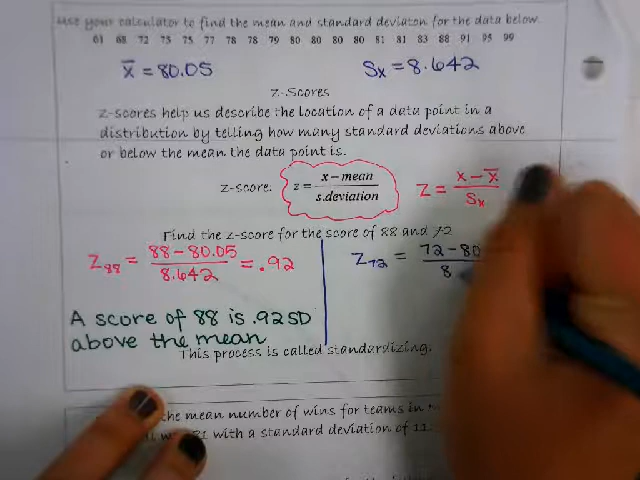 use your calculator to find the mean and standard deviation for the data below.
61 68 72 73 75 77 78 78 79 80 80 80 80 81 81 83 88 91 95 99
x̅ = 80.05 Sx = 8.642
z-Scores
z-scores help us describe the location of a data point in a
distribution by telling how many standard deviations above
or below the mean the data point is.
z-score: z = x − mean / s.deviation z = x − x̅ / Sx
Find the z-score for the score of 88 and 72
Z88 = 88 − 80.05 / 8.642 = .92 Z72 = 72 − 80 / 8
A score of 88 is .92 SD
above the mean
This process is called standardizing.
the mean number of wins for teams in
81 with a standard deviation of 11.